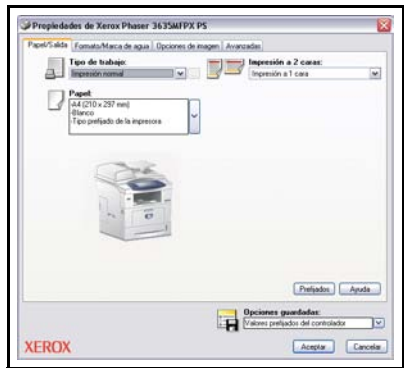 Propiedades de Xerox Phaser 3635MFPX PS
Papel/Salida Formato/Marca de agua Opciones de imagen Avanzadas
Tipo de trabajo:
Impresión normal
Impresión a 2 caras:
Impresión a 1 cara
Papel:
-A4 (210 x 297 mm)
-Blanco
-Tipo prefijado de la impresora
Prefijados Ayuda
Opciones guardadas:
Valores prefijados del controlador
XEROX
Aceptar Cancelar